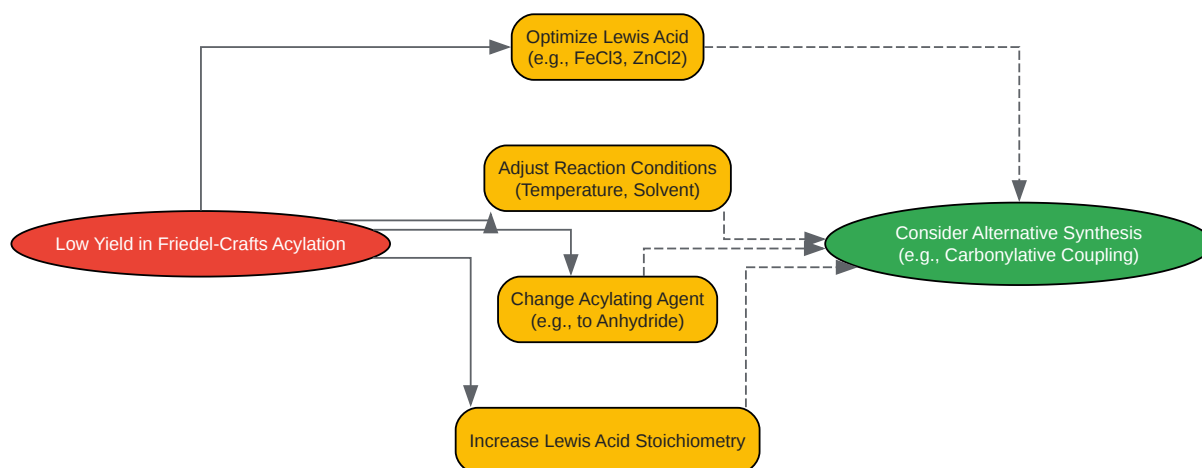 Optimize Lewis Acid
(e.g., FeCl3, ZnCl2)
Adjust Reaction Conditions
(Temperature, Solvent)
Low Yield in Friedel-Crafts Acylation
Consider Alternative Synthesis
(e.g., Carbonylative Coupling)
Change Acylating Agent
(e.g., to Anhydride)
Increase Lewis Acid Stoichiometry